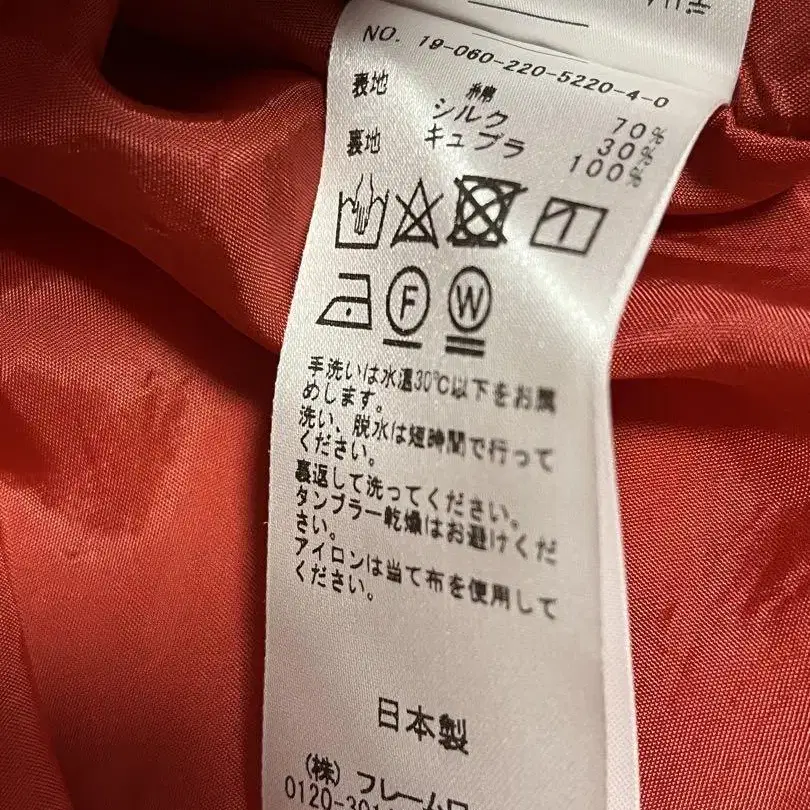 NO. 19-060-220-5220-4-0
表地 綿 70%
シルク 30%
裏地 キュプラ 100%
F W
手洗いは水温30℃以下をお属
めします。
洗い、脱水は短時間で行って
ください。
裏返して洗ってください。
タンブラー乾燥はお避けくだ
さい。
アイロンは当て布を使用して
ください。
日本製
(株) フレームワ
0120-301